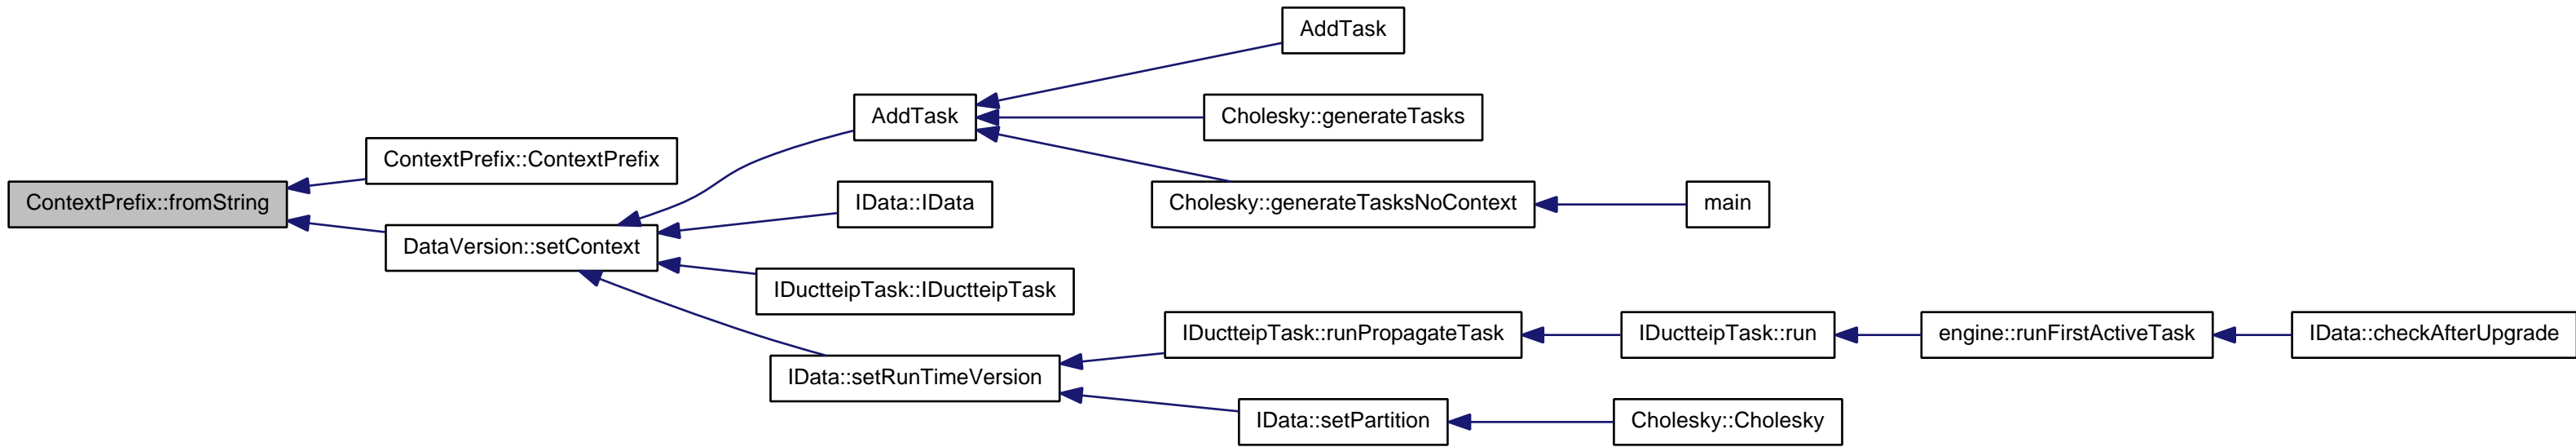 AddTask
AddTask
Cholesky::generateTasks
ContextPrefix::ContextPrefix
ContextPrefix::fromString
IData::IData
Cholesky::generateTasksNoContext
main
DataVersion::setContext
IDuctteipTask::IDuctteipTask
IDuctteipTask::runPropagateTask
IDuctteipTask::run
engine::runFirstActiveTask
IData::checkAfterUpgrade
IData::setRunTimeVersion
IData::setPartition
Cholesky::Cholesky